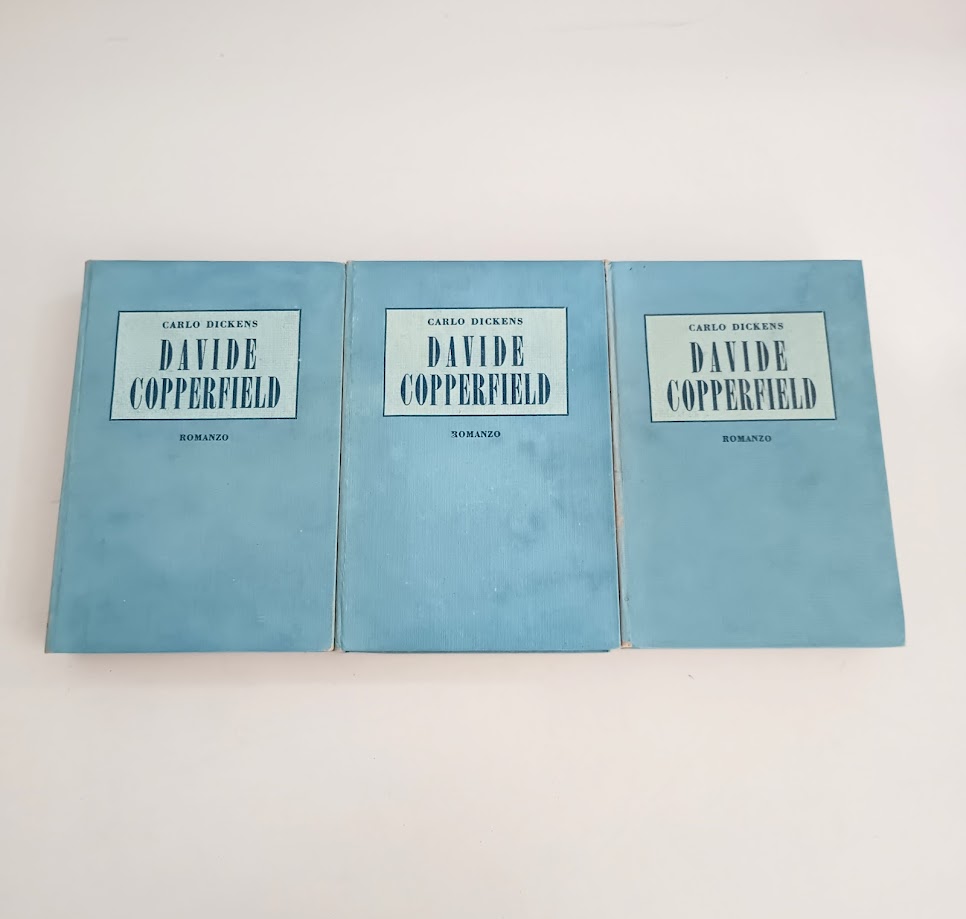 CARLO DICKENS
DAVIDE
COPPERFIELD
ROMANZO
CARLO DICKENS
DAVIDE
COPPERFIELD
ROMANZO
CARLO DICKENS
DAVIDE
COPPERFIELD
ROMANZO